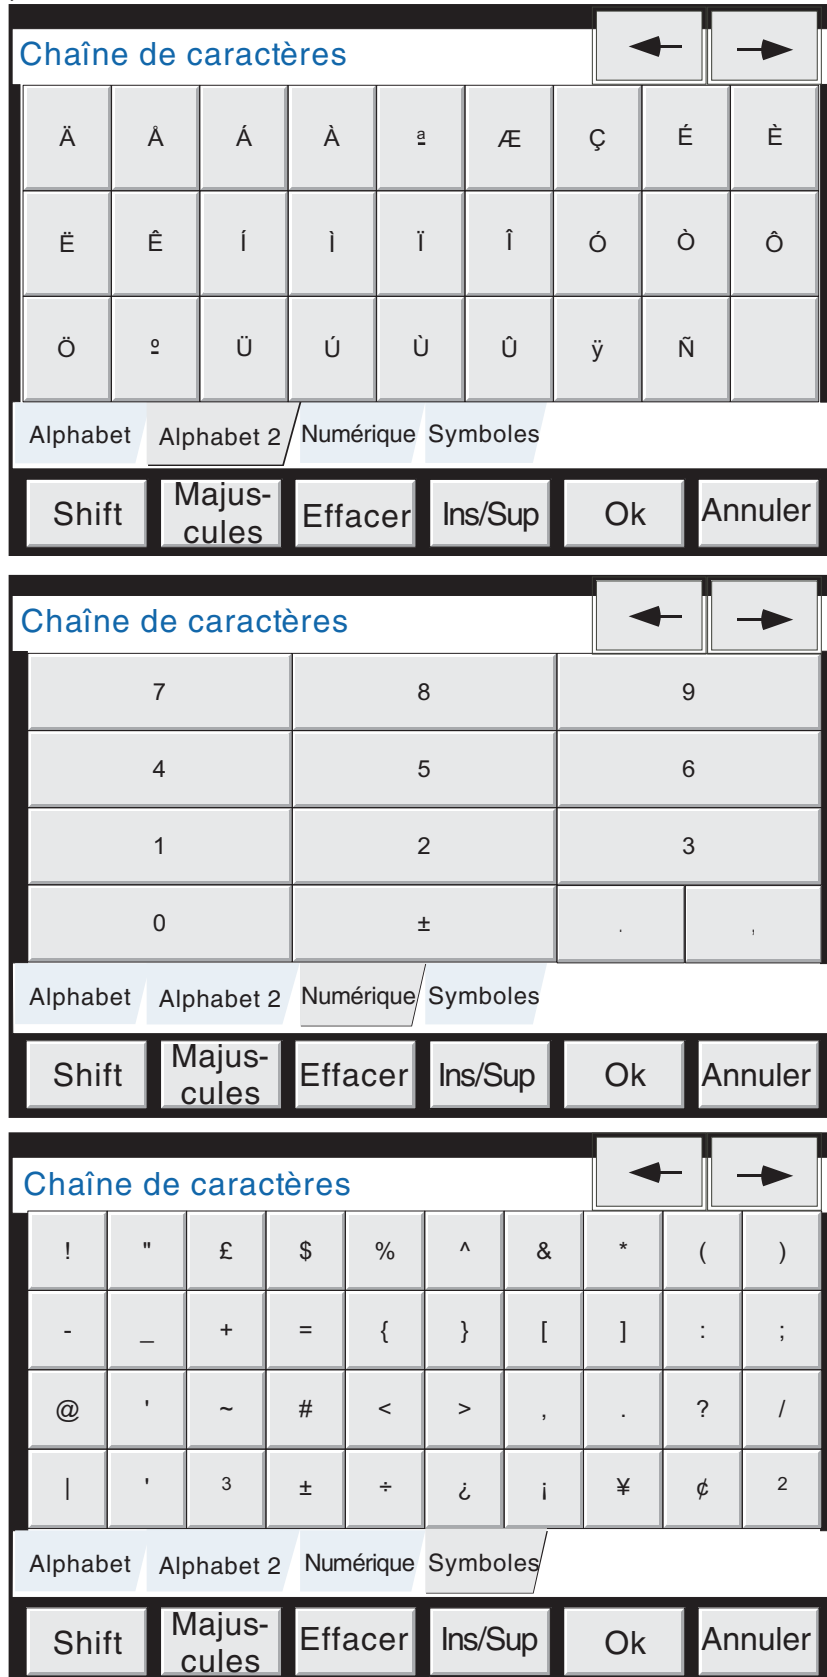 Chaîne de caractères
Ä Å Á À ª Æ Ç É È
Ë Ê Í Ì Ï Î Ó Ò Ô
Ö º Ü Ú Ù Û ÿ Ñ
Alphabet Alphabet 2 Numérique Symboles
Shift Majus-
cules Effacer Ins/Sup Ok Annuler
Chaîne de caractères
7 8 9
4 5 6
1 2 3
0 ± . ,
Alphabet Alphabet 2 Numérique Symboles
Shift Majus-
cules Effacer Ins/Sup Ok Annuler
Chaîne de caractères
! " £ $ % ^ & * ( )
- _ + = { } [ ] : ;
@ ' ~ # < > , . ? /
| ' ³ ± ÷ ¿ ¡ ¥ ¢ ²
Alphabet Alphabet 2 Numérique Symboles
Shift Majus-
cules Effacer Ins/Sup Ok Annuler